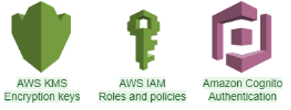 AWS KMS
Encryption keys
AWS IAM
Roles and policies
Amazon Cognito
Authentication